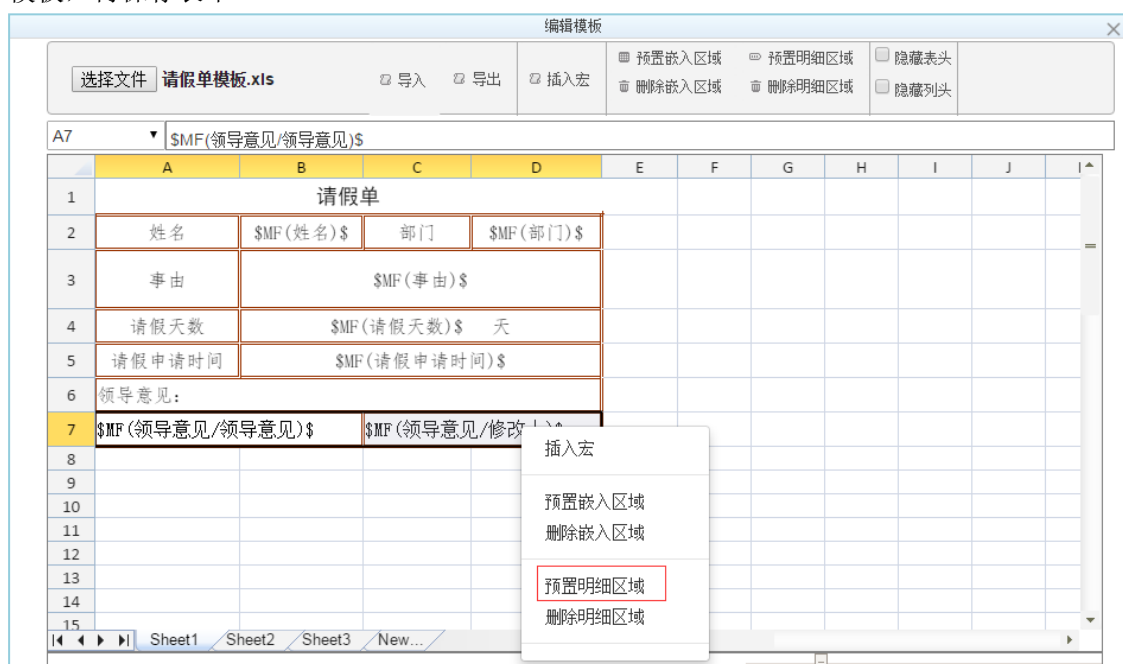 编辑模板
选择文件 请假单模板.xls 导入 导出 插入宏 预置嵌入区域 预置明细区域 隐藏表头
删除嵌入区域 删除明细区域 隐藏列头
A7 $MF(领导意见/领导意见)$
A B C D E F G H I J
1 请假单
2 姓名 $MF(姓名)$ 部门 $MF(部门)$
3 事由 $MF(事由)$
4 请假天数 $MF(请假天数)$ 天
5 请假申请时间 $MF(请假申请时间)$
6 领导意见:
7 $MF(领导意见/领导意见)$ $MF(领导意见/修改
插入宏
8
9
预置嵌入区域
10
删除嵌入区域
11
12
预置明细区域
13
删除明细区域
14
15
Sheet1 Sheet2 Sheet3 New...